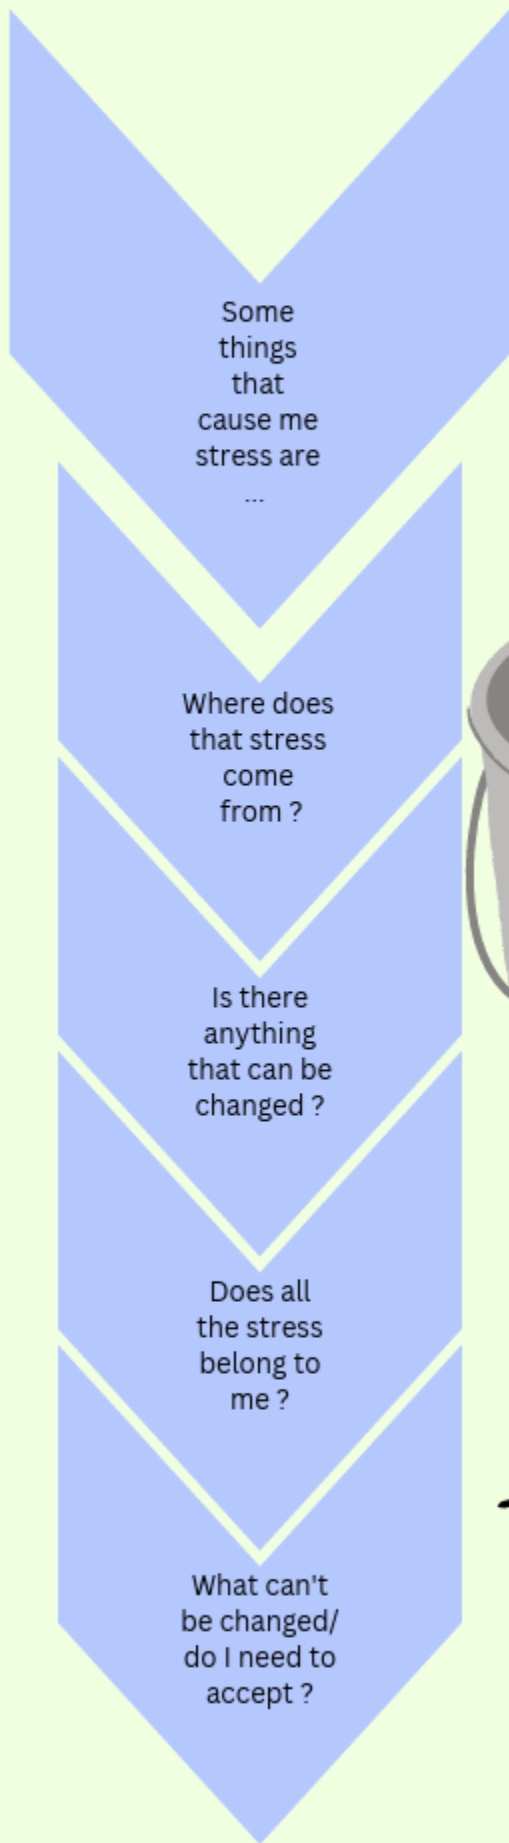 Some
things
that
cause me
stress are
...
Where does
that stress
come
from ?
Is there
anything
that can be
changed ?
Does all
the stress
belong to
me ?
What can't
be changed/
do I need to
accept ?